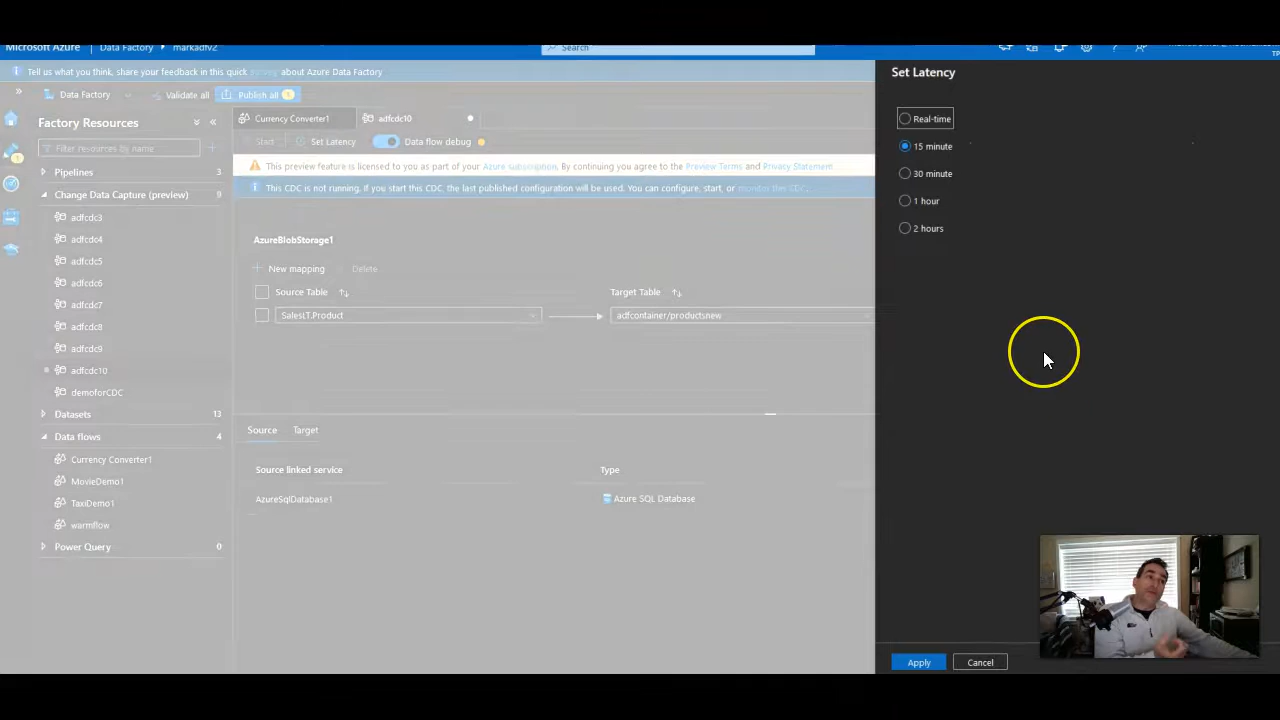 Microsoft Azure
Data Factory
markadfv2
Search
Tell us what you think, share your feedback in this quick survey about Azure Data Factory
Data Factory
Validate all
Publish all
1
Set Latency
Real-time
15 minute
30 minute
1 hour
2 hours
Factory Resources
Filter resources by name
Pipelines 3
Change Data Capture (preview) 9
adfcdc3
adfcdc4
adfcdc5
adfcdc6
adfcdc7
adfcdc8
adfcdc9
adfcdc10
demoforCDC
Datasets 13
Data flows 4
Currency Converter1
MovieDemo1
TaxiDemo1
warmflow
Power Query 0
Currency Converter1
adfcdc10
Start
Set Latency
Data flow debug
This preview feature is licensed to you as part of your Azure subscription. By continuing you agree to the Preview Terms and Privacy Statement
This CDC is not running, if you start this CDC, the last published configuration will be used. You can configure, start, or monitor this CDC.
AzureBlobStorage1
New mapping
Delete
Source Table
Target Table
SalesLT.Product
adfcontainer/productsnew
Source
Target
Source linked service
Type
AzureSqlDatabase1
Azure SQL Database
Apply
Cancel